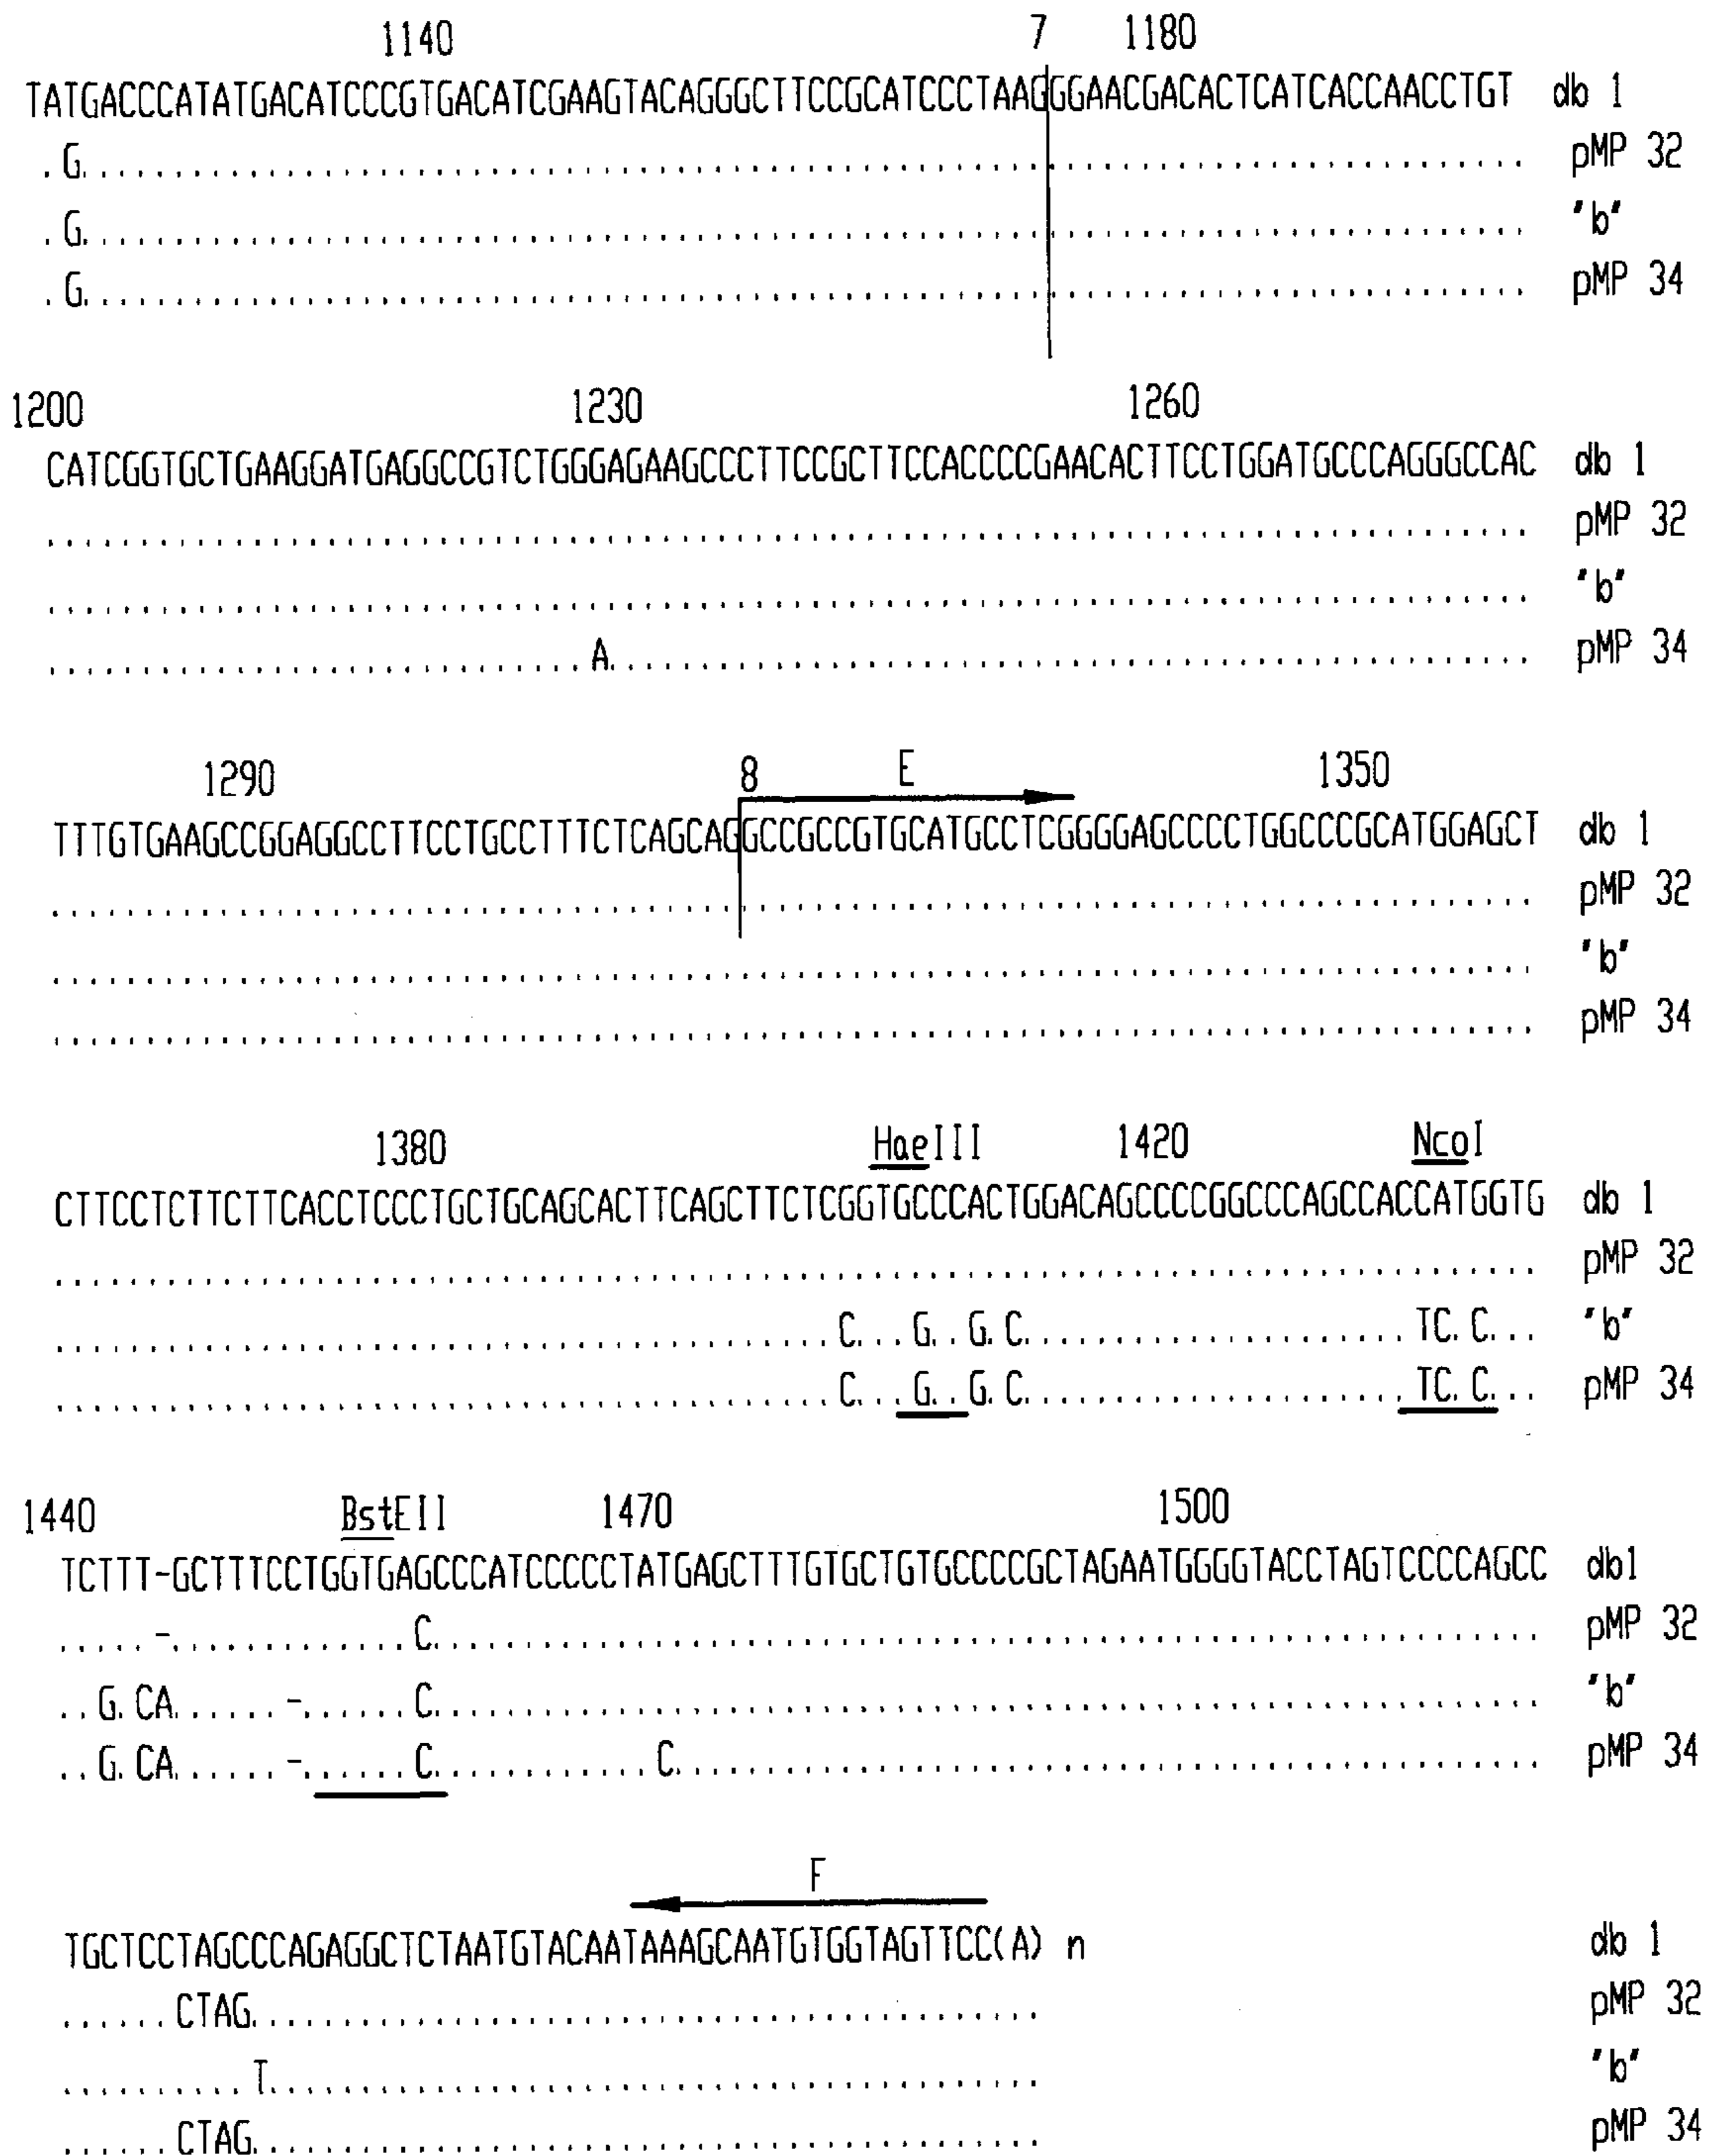 1140 7 1180
TATGACCCATATGACATCCCGTGACATCGAAGTACAGGGCTTCCGCATCCCTAAGGGAACGACACTCATCACCAACCTGT db 1
.G.............................................................................. pMP 32
.G.............................................................................. "b"
.G.............................................................................. pMP 34
1200 1230 1260
CATCGGTGCTGAAGGATGAGGCCGTCTGGGAGAAGCCCTTCCGCTTCCACCCCGAACACTTCCTGGATGCCCAGGGCCAC db 1
................................................................................ pMP 32
................................................................................ "b"
.............................A.................................................. pMP 34
1290 8 E 1350
TTTGTGAAGCCGGAGGCCTTCCTGCCTTTCTCAGCAGGCCGCCGTGCATGCCTCGGGGAGCCCCTGGCCCGCATGGAGCT db 1
................................................................................ pMP 32
................................................................................ "b"
................................................................................ pMP 34
1380 HaeIII 1420 NcoI
CTTCCTCTTCTTCACCTCCCTGCTGCAGCACTTCAGCTTCTCGGTGCCCACTGGACAGCCCCGGCCCAGCCACCATGGTG db 1
................................................................................ pMP 32
..........................................C...G..G.C.....................TC.C... "b"
..........................................C...G..G.C.....................TC.C... pMP 34
1440 BstEII 1470 1500
TCTTT-GCTTTCCTGGTGAGCCCATCCCCCTATGAGCTTTGTGCTGTGCCCCGCTAGAATGGGGTACCTAGTCCCCAGCC db1
.....-.............C............................................................ pMP 32
..G.CA......-......C............................................................ "b"
..G.CA......-......C............C............................................... pMP 34
F
TGCTCCTAGCCCAGAGGCTCTAATGTACAATAAAGCAATGTGGTAGTTCC(A) n db 1
......CTAG.......................................... pMP 32
..........T......................................... "b"
......CTAG.......................................... pMP 34